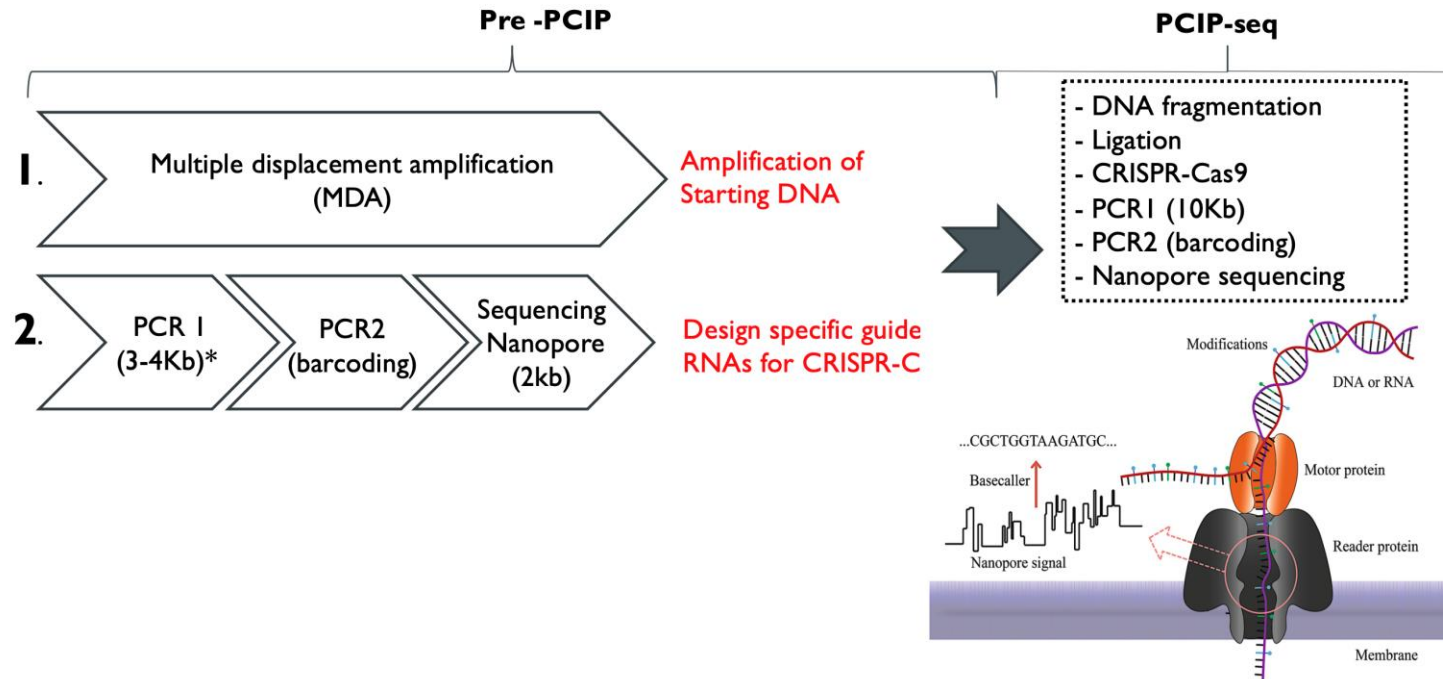 Pre -PCIP
PCIP-seq
1.
Multiple displacement amplification
(MDA)
Amplification of
Starting DNA
2.
PCR 1
(3-4Kb)*
PCR2
(barcoding)
Sequencing
Nanopore
(2kb)
Design specific guide
RNAs for CRISPR-C
- DNA fragmentation
- Ligation
- CRISPR-Cas9
- PCR1 (10Kb)
- PCR2 (barcoding)
- Nanopore sequencing
Modifications
DNA or RNA
...CGCTGGTAAGATGC...
Basecaller
Motor protein
Nanopore signal
Reader protein
Membrane